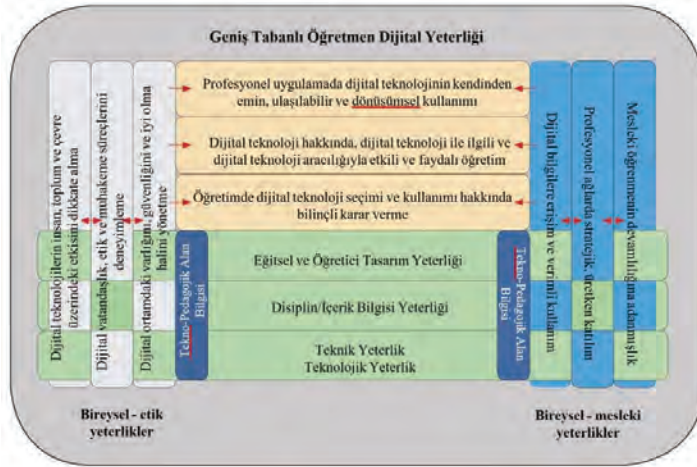 Geniş Tabanlı Öğretmen Dijital Yeterliği
Dijital teknolojilerin insan, toplum ve çevre
üzerindeki etkisini dikkate alma
Dijital vatandaşlık, etik ve muhakeme süreçlerini
deneyimleme
Dijital ortamdaki varlığını, güvenliğini ve iyi olma
halini yönetme
Profesyonel uygulamada dijital teknolojinin kendinden
emin, ulaşılabilir ve dönüşümsel kullanımı
Dijital teknoloji hakkında, dijital teknoloji ile ilgili ve
dijital teknoloji aracılığıyla etkili ve faydalı öğretim
Öğretimde dijital teknoloji seçimi ve kullanımı hakkında
bilinçli karar verme
Tekno-Pedagojik Alan
Bilgisi
Eğitsel ve Öğretici Tasarım Yeterliği
Disiplin/İçerik Bilgisi Yeterliği
Teknik Yeterlik
Teknolojik Yeterlik
Tekno-Pedagojik Alan
Bilgisi
Dijital bilgilere erişim ve verimli kullanım
Profesyonel ağlarda stratejik, üretken katılım
Mesleki öğrenmenin devamlılığına adanmışlık
Bireysel - etik
yeterlikler
Bireysel - mesleki
yeterlikler